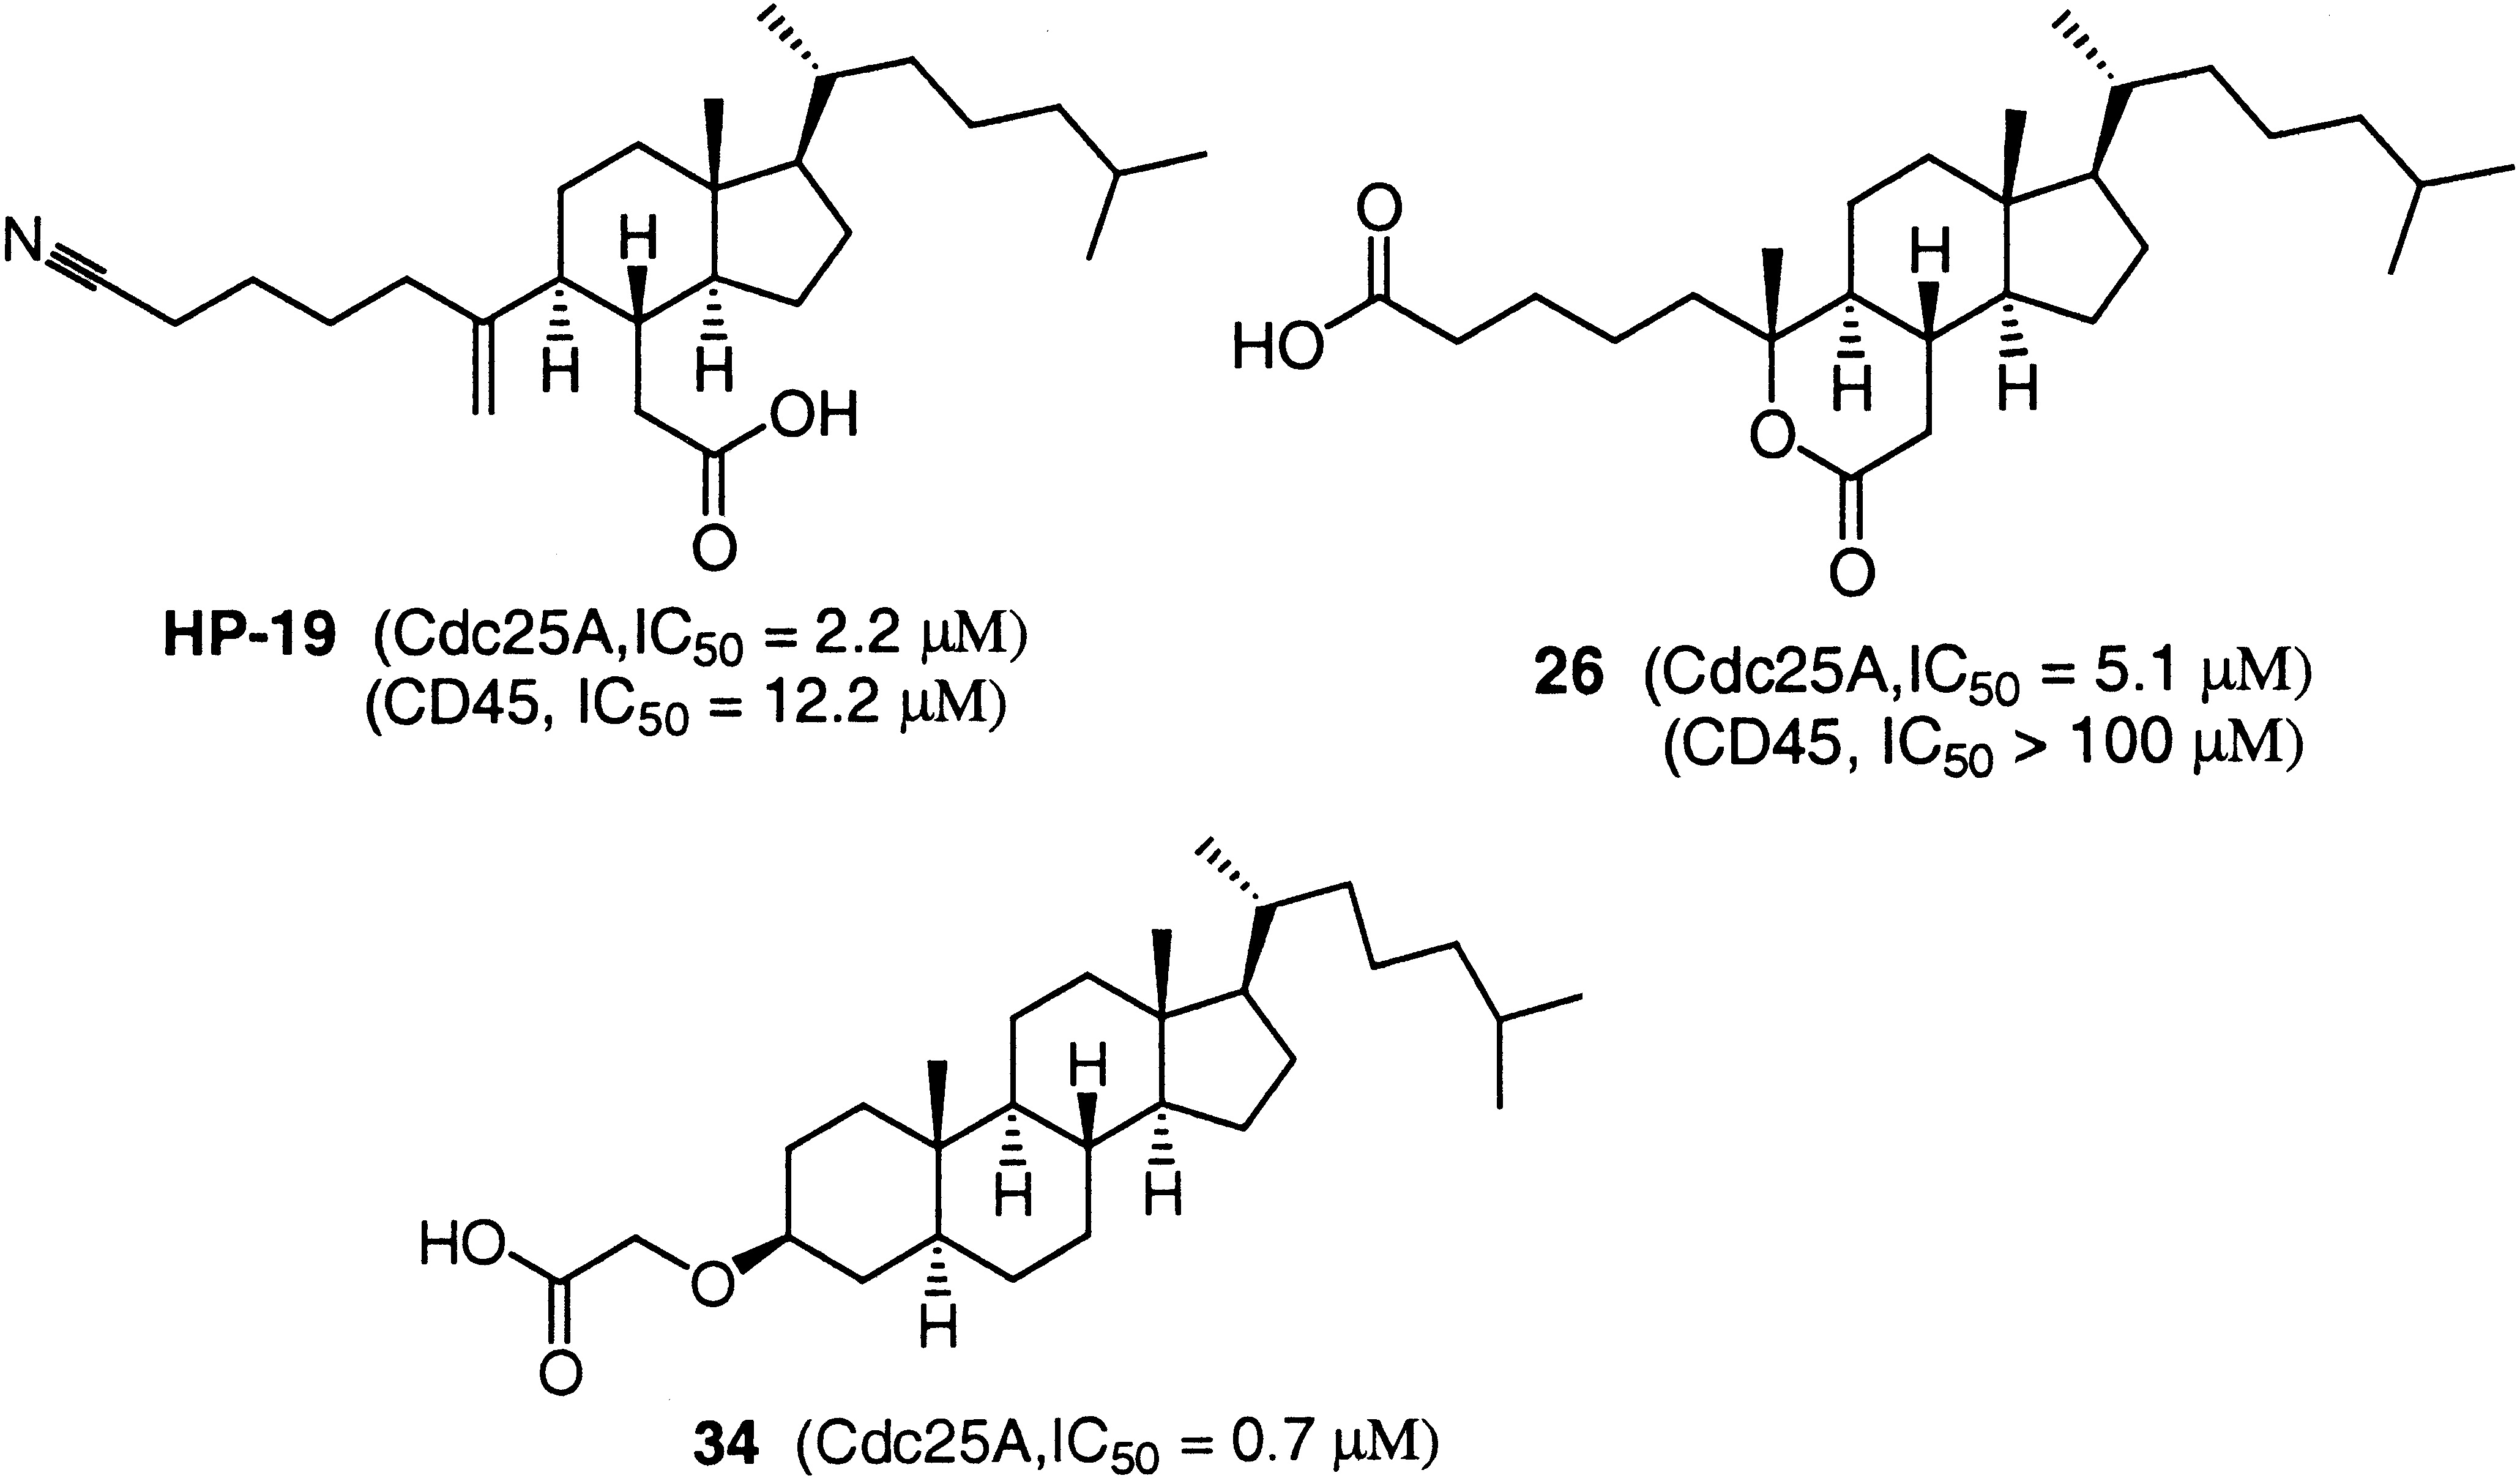 N
H
H
H
OH
O
HP-19 (Cdc25A,IC50 = 2.2 µM)
(CD45, IC50 = 12.2 µM)
O
HO
H
H
H
O
O
26 (Cdc25A,IC50 = 5.1 µM)
(CD45, IC50 > 100 µM)
H
H
H
HO
O
H
O
34 (Cdc25A,IC50 = 0.7 µM)